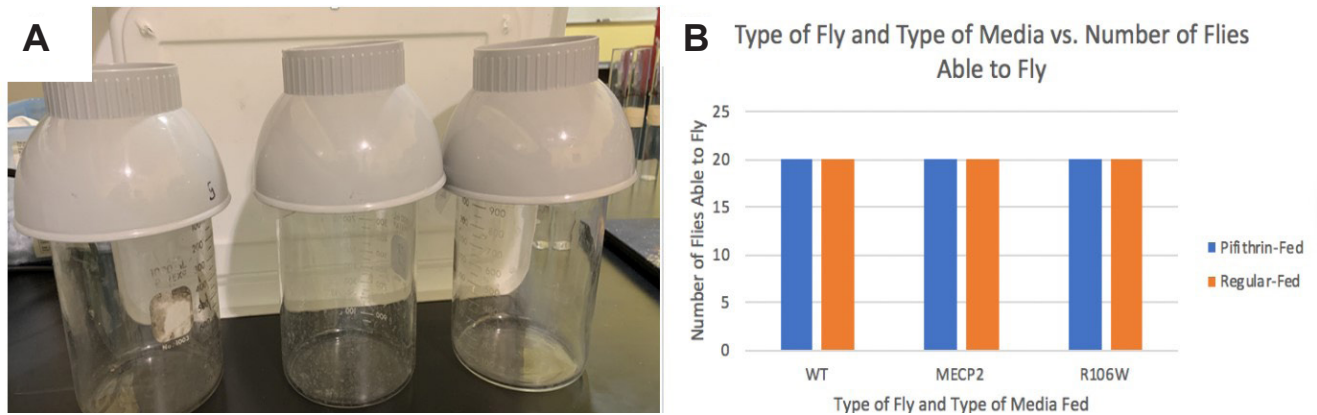 A
B
Type of Fly and Type of Media vs. Number of Flies
Able to Fly
Number of Flies Able to Fly
25
20
15
10
5
0
WT
MECP2
R106W
Type of Fly and Type of Media Fed
Pifithrin-Fed
Regular-Fed